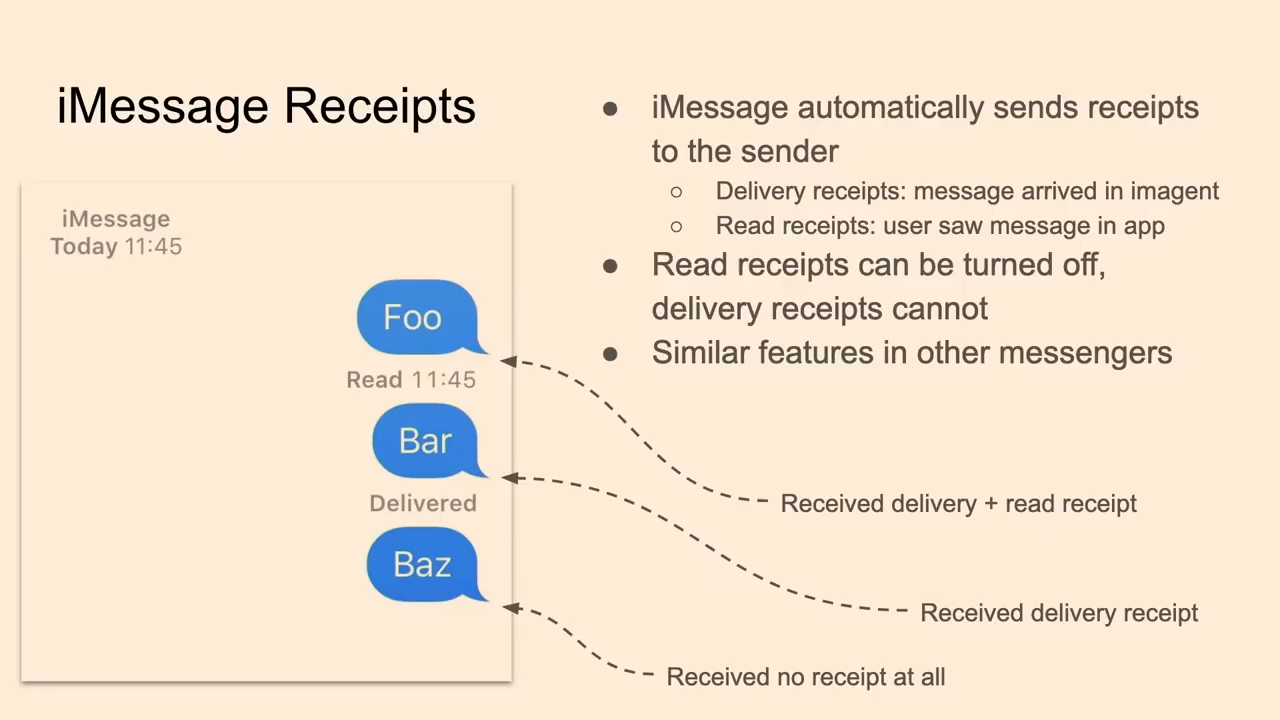 iMessage Receipts
iMessage
Today 11:45
Foo
Read 11:45
Bar
Delivered
Baz
● iMessage automatically sends receipts
to the sender
○ Delivery receipts: message arrived in imagent
○ Read receipts: user saw message in app
● Read receipts can be turned off,
delivery receipts cannot
● Similar features in other messengers
Received delivery + read receipt
Received delivery receipt
Received no receipt at all